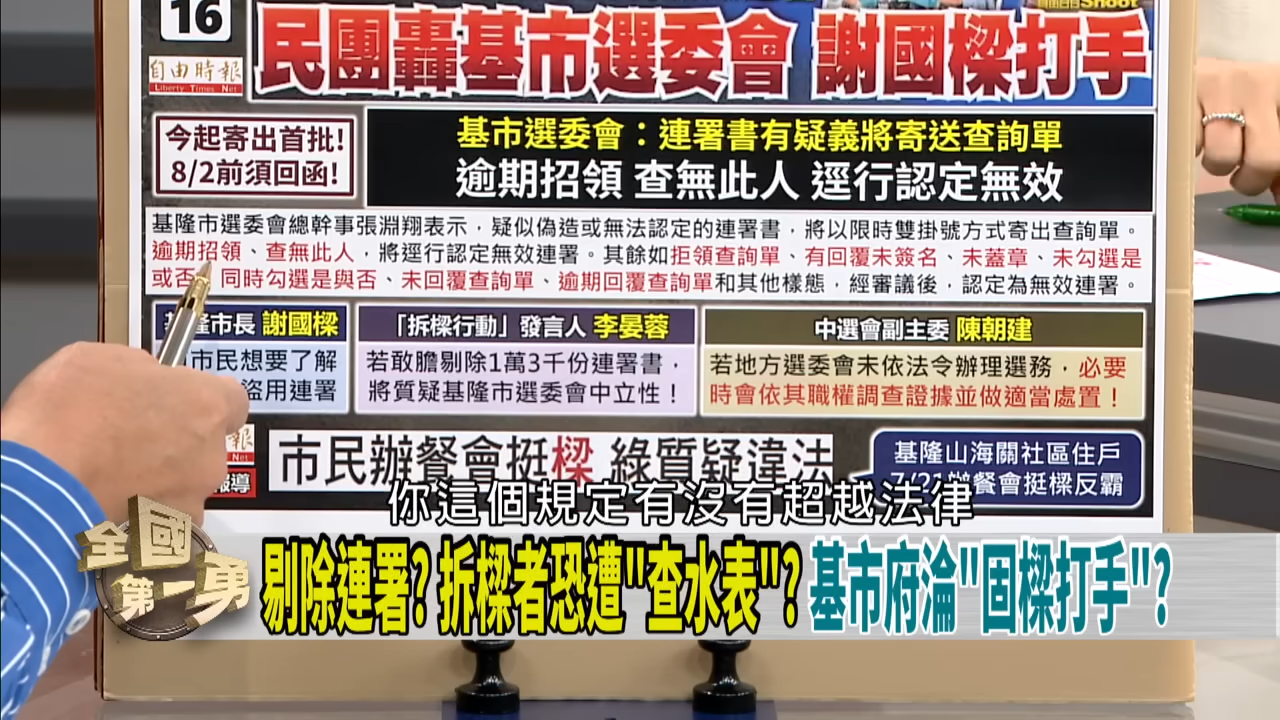 16
Shoot
自由時報
Liberty Times Net
民團轟基市選委會 謝國樑打手
今起寄出首批!
8/2前須回函!
基市選委會：連署書有疑義將寄送查詢單
逾期招領 查無此人 逕行認定無效
基隆市選委會總幹事張淵翔表示，疑似偽造或無法認定的連署書，將以限時雙掛號方式寄出查詢單。
逾期招領、查無此人，將逕行認定無效連署。其餘如拒領查詢單、有回覆未簽名、未蓋章、未勾選是
或否 同時勾選是與否、未回覆查詢單、逾期回覆查詢單和其他樣態，經審議後，認定為無效連署。
隆市長 謝國樑
市民想要了解
盜用連署
「拆樑行動」發言人 李晏蓉
若敢膽剔除1萬3千份連署書，
將質疑基隆市選委會中立性！
中選會副主委 陳朝建
若地方選委會未依法令辦理選務，必要
時會依其職權調查證據並做適當處置！
時報
Net
報導
市民辦餐會挺樑 綠質疑違法
基隆山海關社區住戶
辦餐會挺樑反霸
你這個規定有沒有超越法律
全國第一勇
剔除連署? 拆樑者恐遭"查水表"? 基市府淪"固樑打手"?